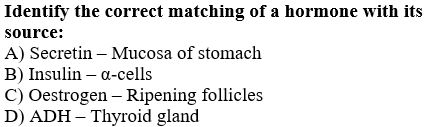 Identify the correct matching of a hormone with its
source:
A) Secretin – Mucosa of stomach
B) Insulin – α-cells
C) Oestrogen – Ripening follicles
D) ADH – Thyroid gland